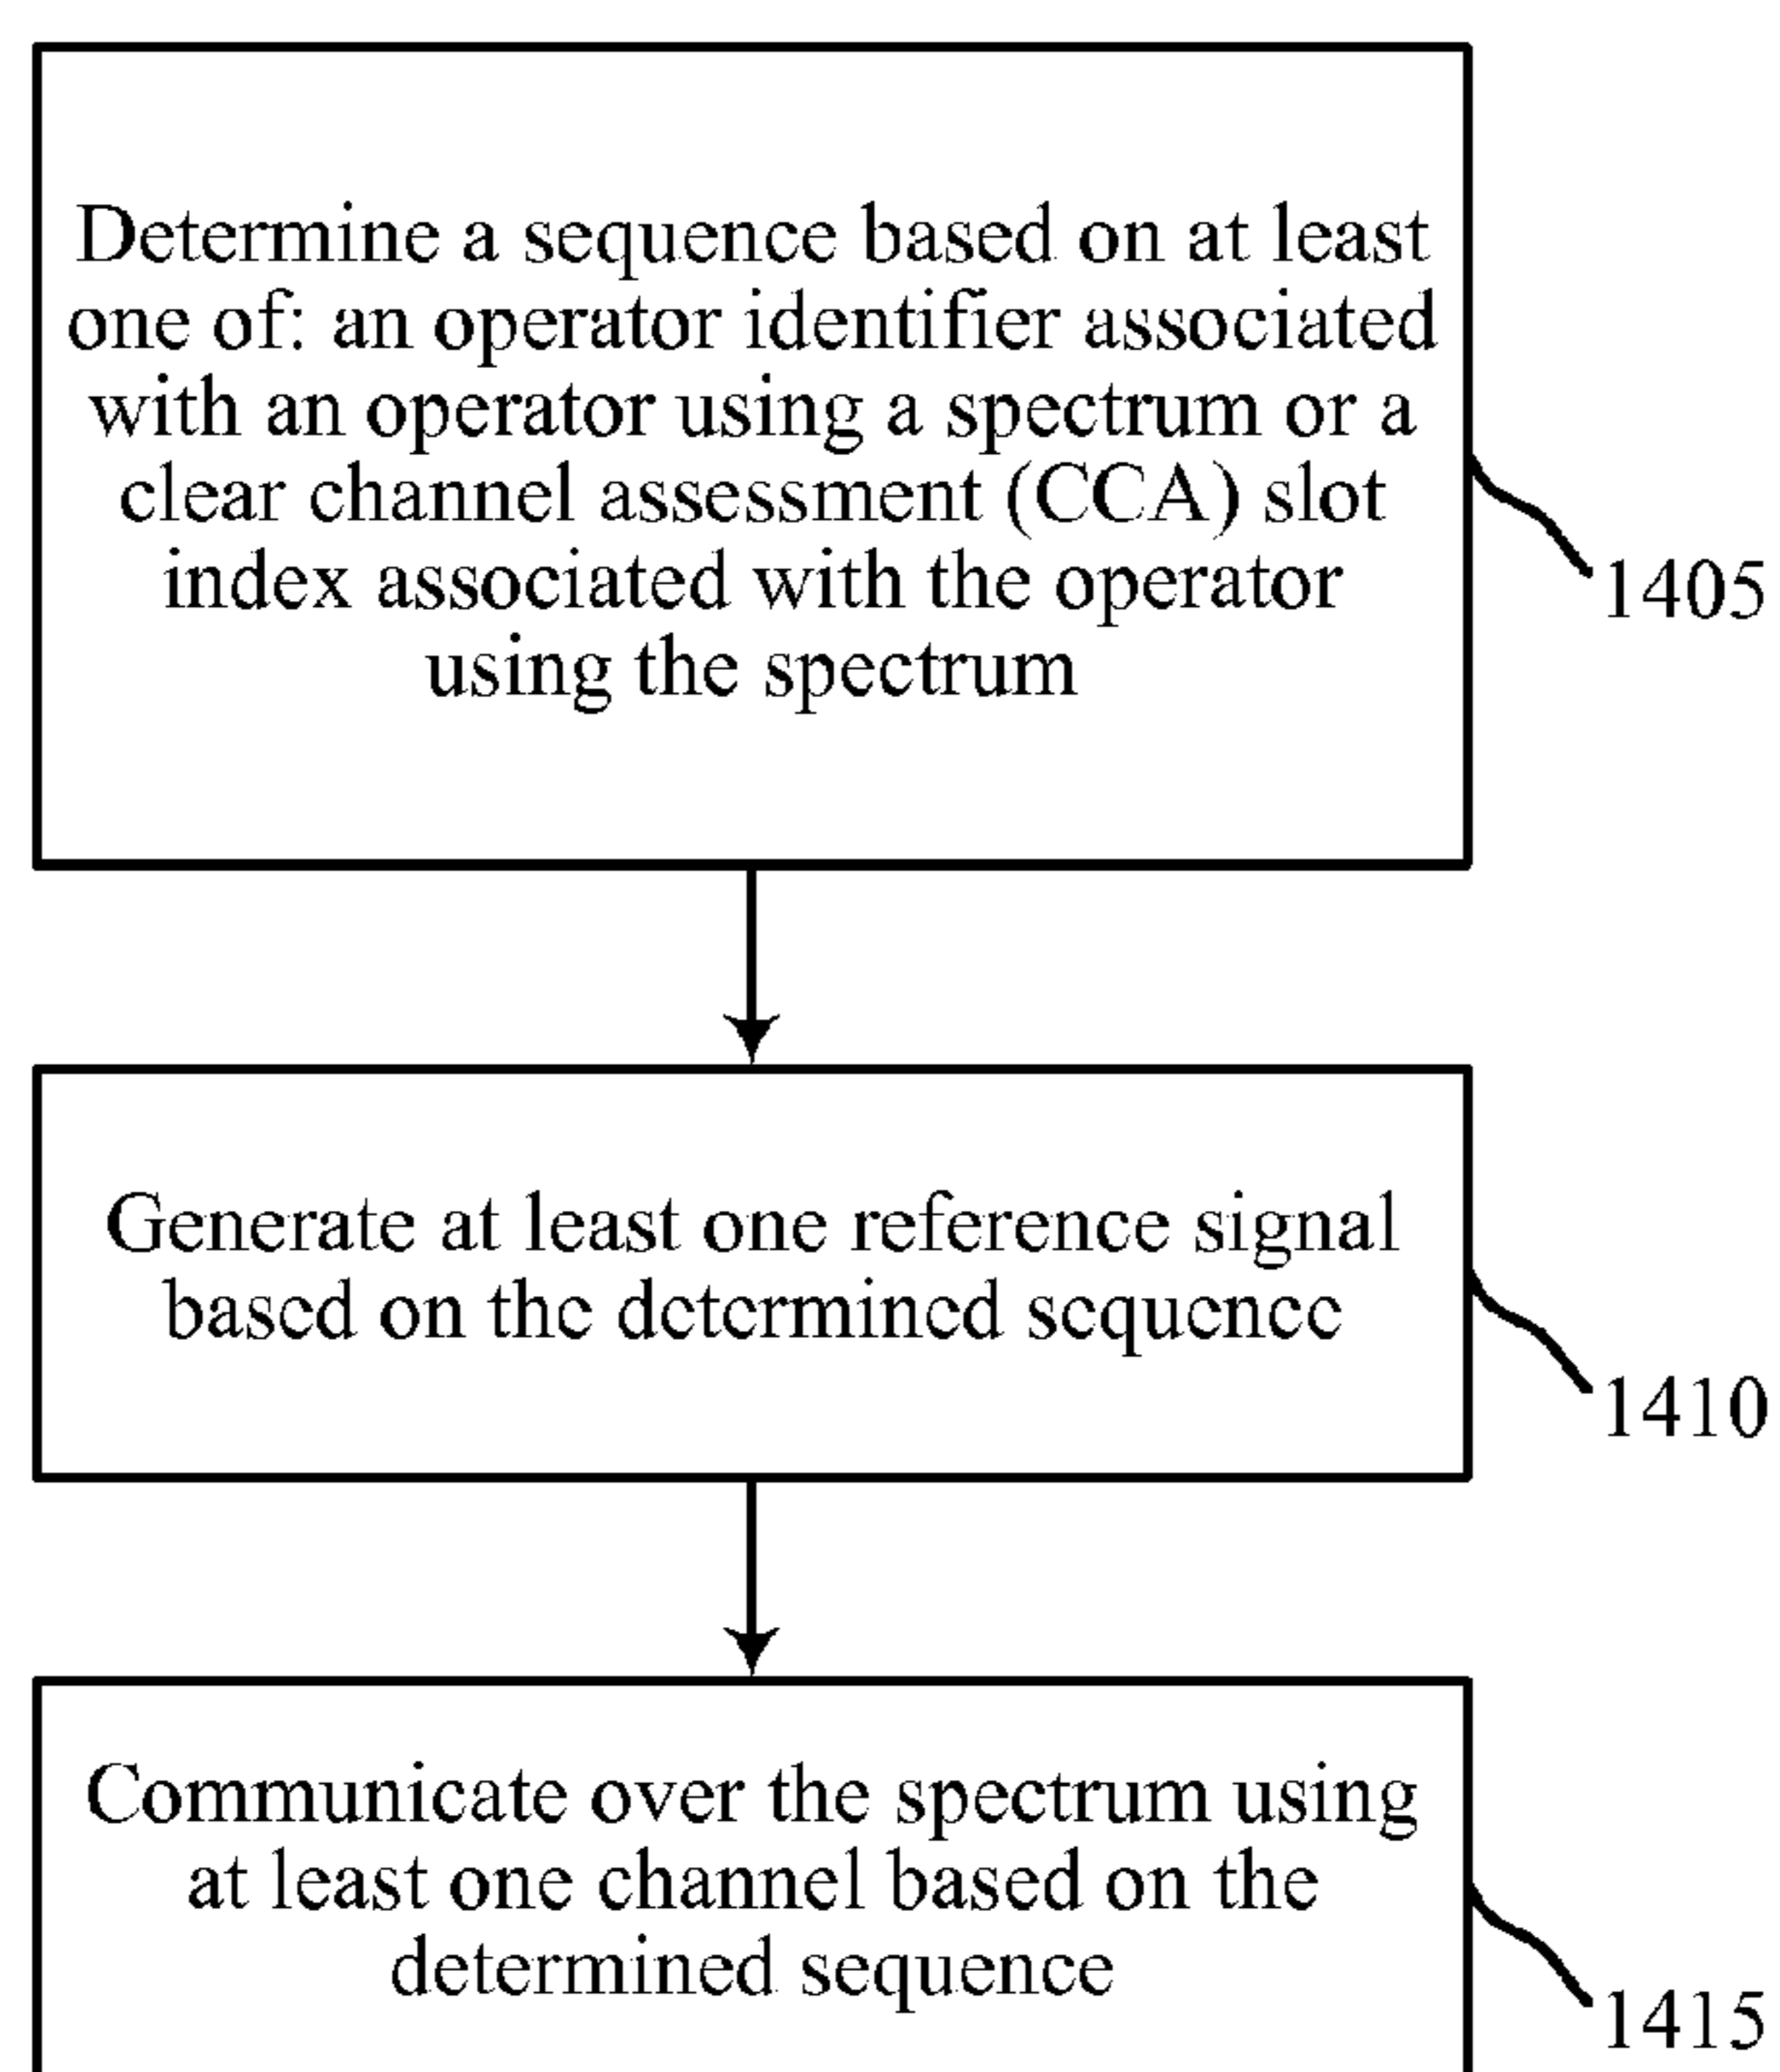 Determine a sequence based on at least
one of: an operator identifier associated
with an operator using a spectrum or a
clear channel assessment (CCA) slot
index associated with the operator
using the spectrum
1405
Generate at least one reference signal
based on the determined sequence
1410
Communicate over the spectrum using
at least one channel based on the
determined sequence
1415